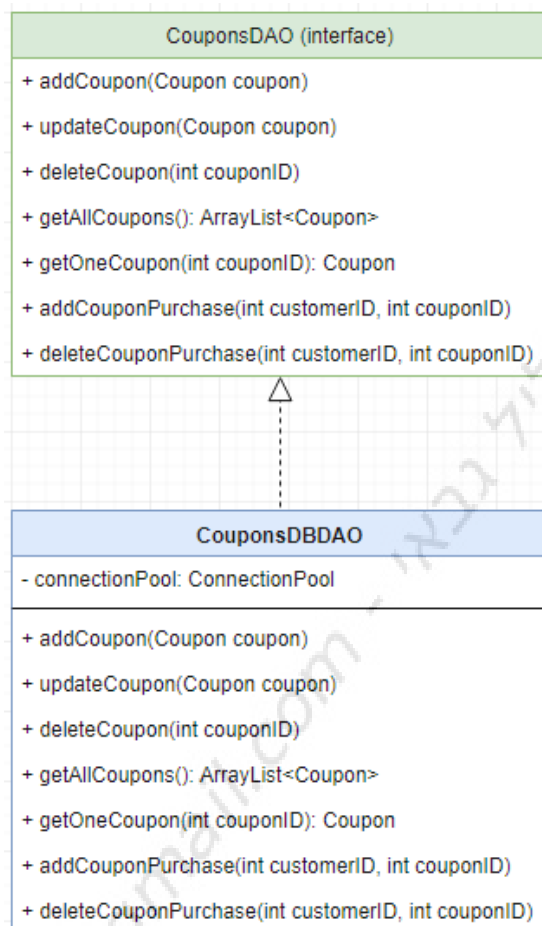 CouponsDAO (interface)
+ addCoupon(Coupon coupon)
+ updateCoupon(Coupon coupon)
+ deleteCoupon(int couponID)
+ getAllCoupons(): ArrayList<Coupon>
+ getOneCoupon(int couponID): Coupon
+ addCouponPurchase(int customerID, int couponID)
+ deleteCouponPurchase(int customerID, int couponID)
CouponsDBDAO
- connectionPool: ConnectionPool
+ addCoupon(Coupon coupon)
+ updateCoupon(Coupon coupon)
+ deleteCoupon(int couponID)
+ getAllCoupons(): ArrayList<Coupon>
+ getOneCoupon(int couponID): Coupon
+ addCouponPurchase(int customerID, int couponID)
+ deleteCouponPurchase(int customerID, int couponID)